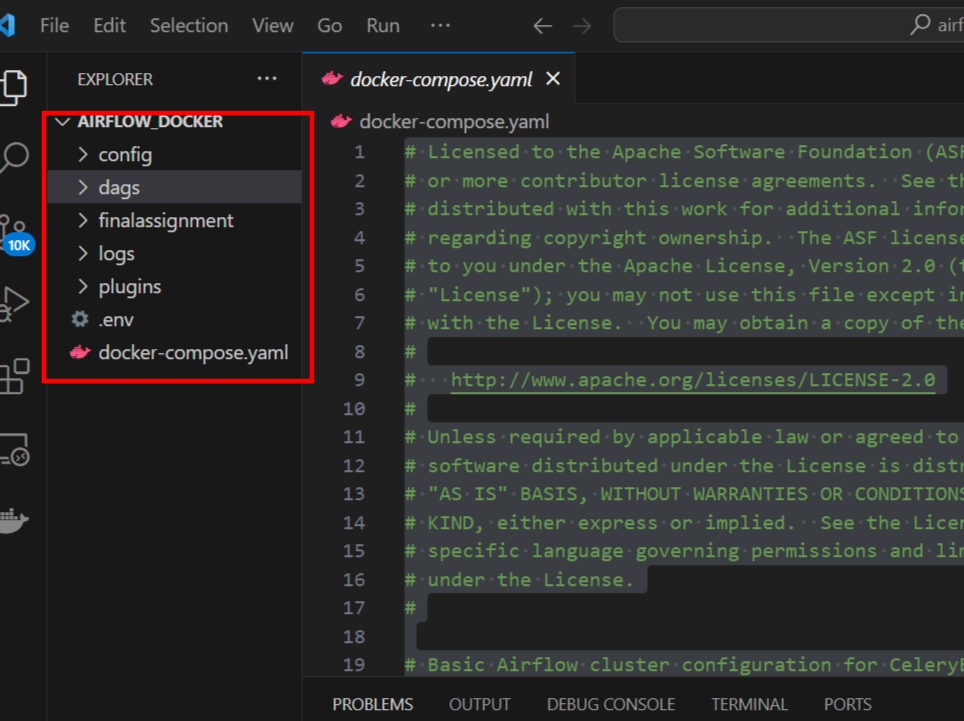 File Edit Selection View Go Run ··· ← → airf
EXPLORER ···
docker-compose.yaml ×
AIRFLOW_DOCKER
config
dags
finalassignment
logs
plugins
.env
docker-compose.yaml
10K
docker-compose.yaml
1 # Licensed to the Apache Software Foundation (ASF
2 # or more contributor license agreements. See th
3 # distributed with this work for additional infor
4 # regarding copyright ownership. The ASF license
5 # to you under the Apache License, Version 2.0 (t
6 # "License"); you may not use this file except in
7 # with the License. You may obtain a copy of the
8 #
9 # http://www.apache.org/licenses/LICENSE-2.0
10 #
11 # Unless required by applicable law or agreed to
12 # software distributed under the License is distr
13 # "AS IS" BASIS, WITHOUT WARRANTIES OR CONDITIONS
14 # KIND, either express or implied. See the Licen
15 # specific language governing permissions and lim
16 # under the License.
17 #
18
19 # Basic Airflow cluster configuration for CeleryE
PROBLEMS OUTPUT DEBUG CONSOLE TERMINAL PORTS